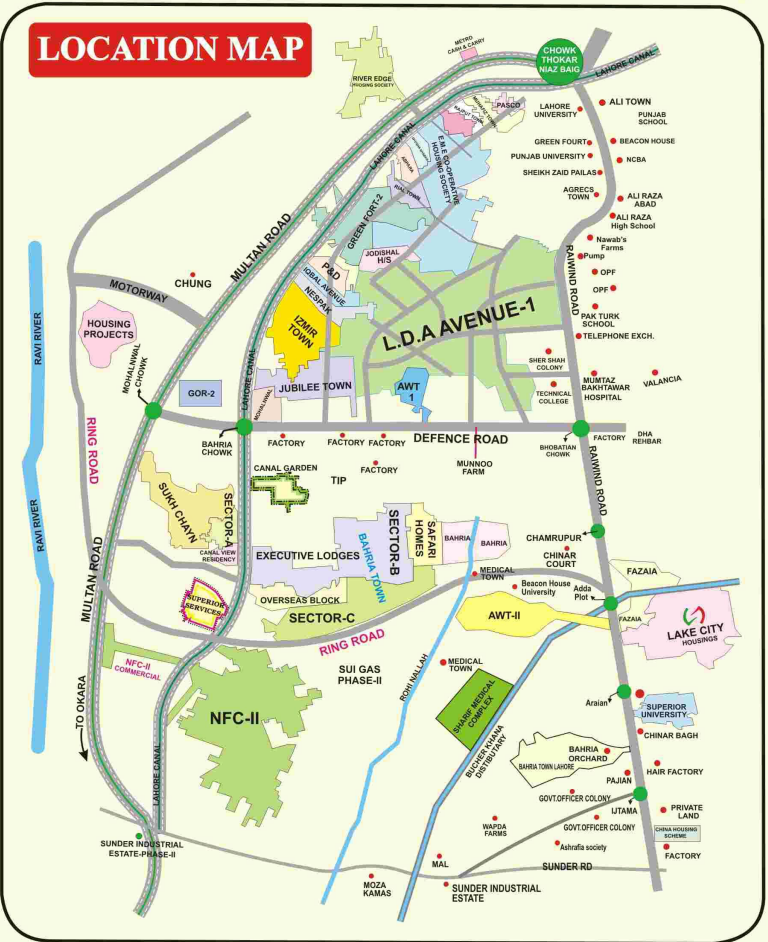 LOCATION MAP
METRO
CASH & CARRY
CHOWK
THOKAR
NIAZ BAIG
LAHORE CANAL
RIVER EDGE
HOUSING SOCIETY
PASCO
RAJPUT TOWN
LAHORE
UNIVERSITY
ALI TOWN
PUNJAB
SCHOOL
LAHORE CANAL
E.M.E CO-OPERATIVE
HOUSING SOCIETY
GREEN FOURT
BEACON HOUSE
PUNJAB UNIVERSITY
NCBA
SHEIKH ZAID PAILAS
RIAL TOWN
AGRECS
TOWN
ALI RAZA
ABAD
GREEN FORT-2
ALI RAZA
High School
MULTAN ROAD
Nawab's
Farms
JODISHAL
H/S
Pump
RAIWIND ROAD
P&D
IQBAL AVENUE
NESPAK
OPF
OPF
CHUNG
MOTORWAY
L.D.A AVENUE-1
PAK TURK
SCHOOL
RAVI RIVER
HOUSING
PROJECTS
IZMIR
TOWN
TELEPHONE EXCH.
SHER SHAH
COLONY
MOHALNWAL
CHOWK
LAHORE CANAL
GOR-2
MOHALNWAL
JUBILEE TOWN
AWT
1
TECHNICAL
COLLEGE
MUMTAZ
BAKHTAWAR
HOSPITAL
VALANCIA
RING ROAD
BAHRIA
CHOWK
FACTORY
FACTORY
FACTORY
DEFENCE ROAD
BHOBATIAN
CHOWK
FACTORY
DHA
REHBAR
CANAL GARDEN
FACTORY
TIP
MUNNOO
FARM
RAIWIND ROAD
RAVI RIVER
SUKH CHAYN
SECTOR-A
CANAL VIEW
RESIDENCY
EXECUTIVE LODGES
BAHRIA TOWN
SECTOR-B
SAFARI
HOMES
BAHRIA
BAHRIA
CHAMRUPUR
CHINAR
COURT
MULTAN ROAD
SUPERIOR
SERVICES
OVERSEAS BLOCK
SECTOR-C
MEDICAL
TOWN
Beacon House
University
Adda
Plot
FAZAIA
AWT-II
FAZAIA
LAKE CITY
HOUSINGS
RING ROAD
NFC-II
COMMERCIAL
SUI GAS
PHASE-II
ROHI NALLAH
MEDICAL
TOWN
SHARIF MEDICAL
COMPLEX
Araian
SUPERIOR
UNIVERSITY
TO OKARA
NFC-II
BUCHER KHANA
DISTIBUTARY
CHINAR BAGH
BAHRIA
ORCHARD
BAHRIA TOWN LAHORE
PAJIAN
HAIR FACTORY
LAHORE CANAL
GOVT.OFFICER COLONY
IJTAMA
PRIVATE
LAND
WAPDA
FARMS
GOVT.OFFICER COLONY
CHINA HOUSING
SCHEME
SUNDER INDUSTRIAL
ESTATE-PHASE-II
Ashrafia society
FACTORY
MAL
SUNDER RD
MOZA
KAMAS
SUNDER INDUSTRIAL
ESTATE